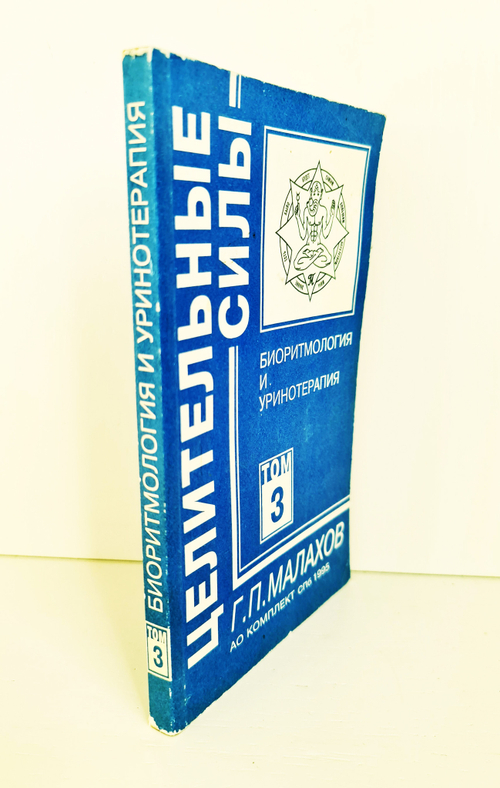 БИОРИТМОЛОГИЯ И УРИНОТЕРАПИЯ
ТОМ
3
ЦЕЛИТЕЛЬНЫЕ
СИЛЫ
БИОРИТМОЛОГИЯ
И
УРИНОТЕРАПИЯ
ТОМ
3
Г.П.МАЛАХОВ
АО КОМПЛЕКТ СПб 1995